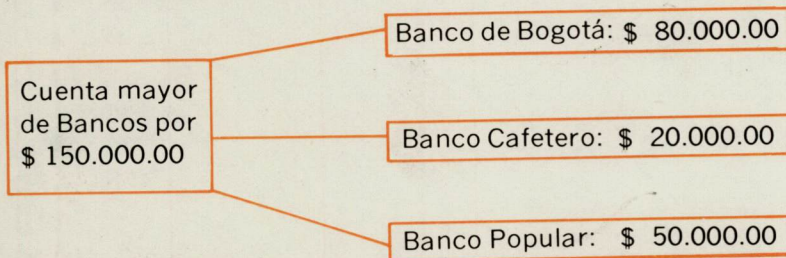 Banco de Bogotá: $ 80.000.00
Cuenta mayor
de Bancos por
$ 150.000.00
Banco Cafetero: $ 20.000.00
Banco Popular: $ 50.000.00